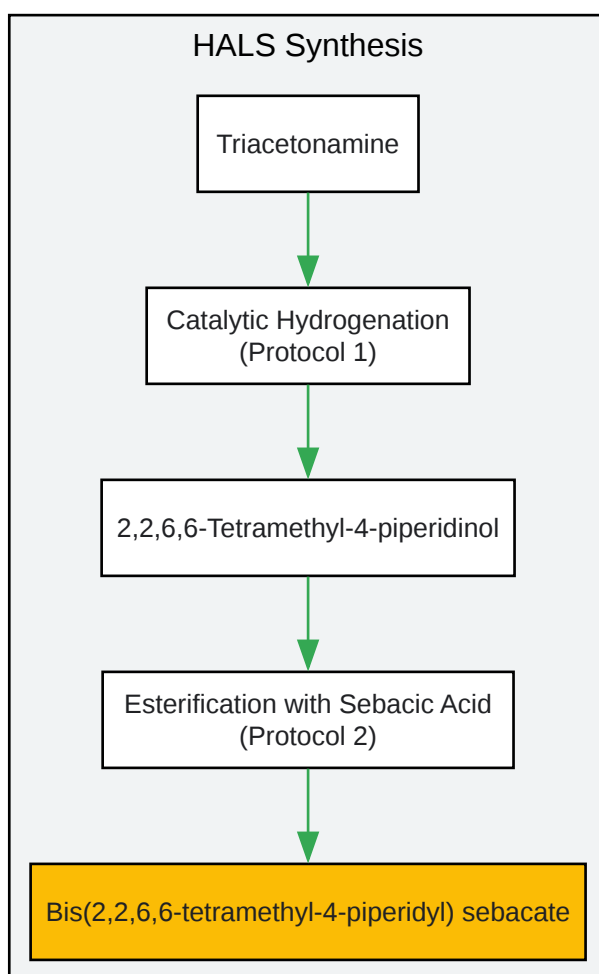 HALS Synthesis
Triacetonamine
Catalytic Hydrogenation
(Protocol 1)
2,2,6,6-Tetramethyl-4-piperidinol
Esterification with Sebacic Acid
(Protocol 2)
Bis(2,2,6,6-tetramethyl-4-piperidyl) sebacate